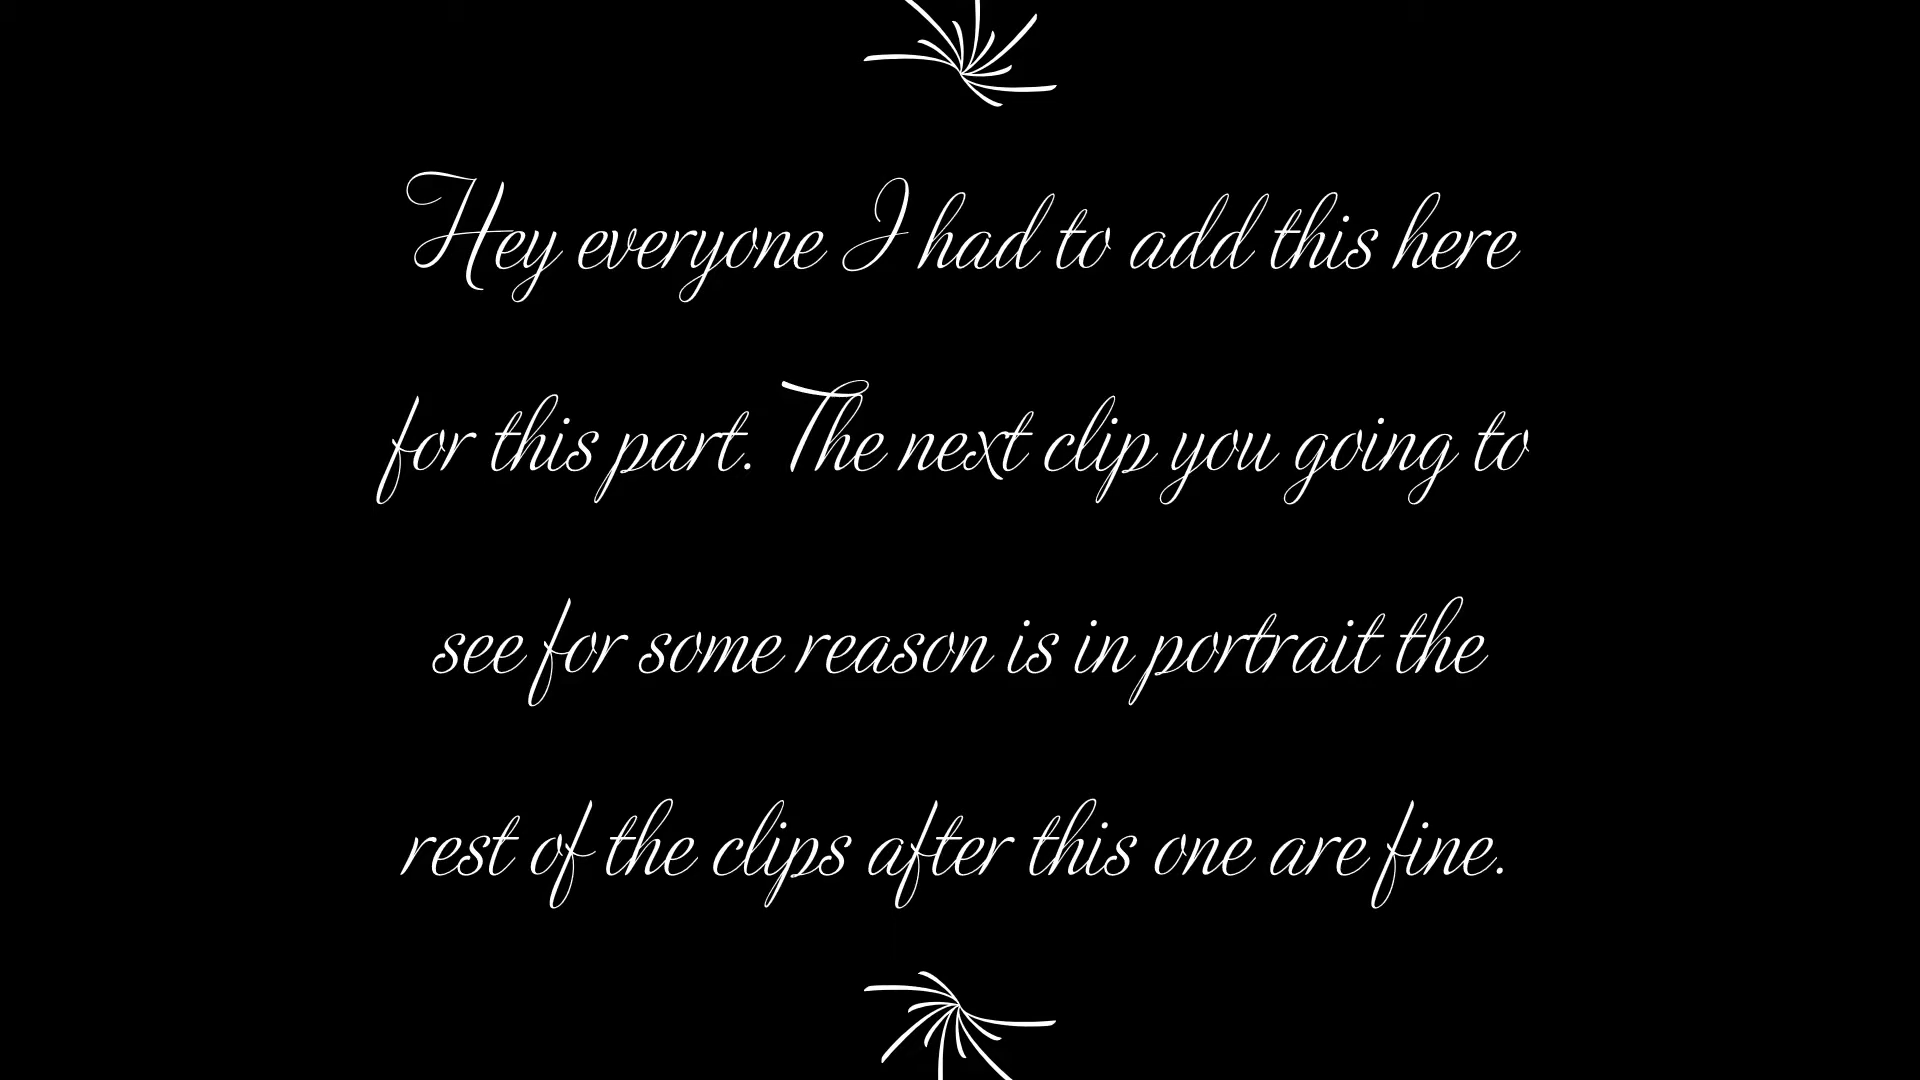 Hey everyone I had to add this here
for this part. The next clip you going to
see for some reason is in portrait the
rest of the clips after this one are fine.